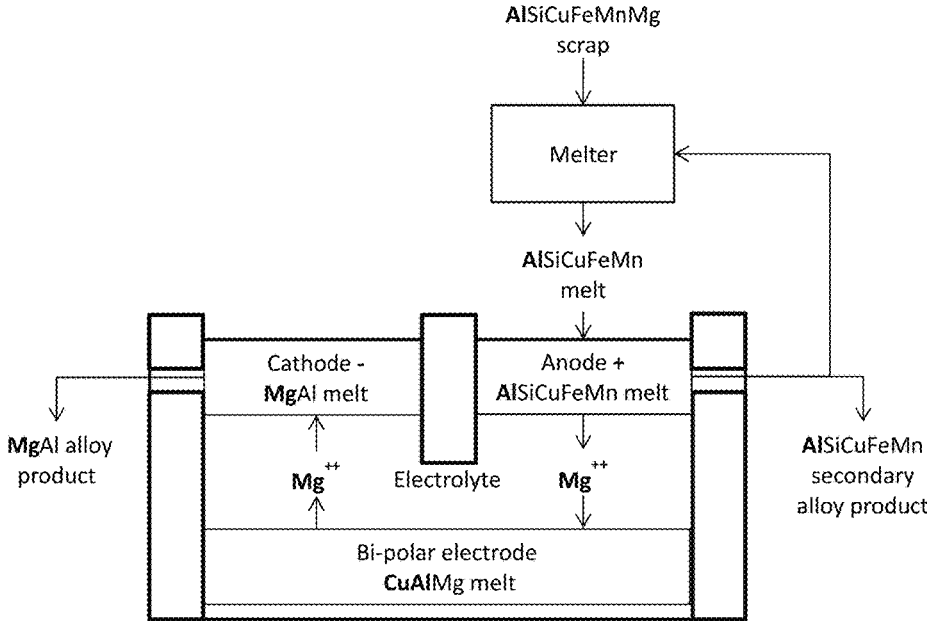 AlSiCuFeMnMg
scrap
Melter
AlSiCuFeMn
melt
Cathode -
MgAl melt
Anode +
AlSiCuFeMn melt
MgAl alloy
product
Mg++
Electrolyte
Mg++
AlSiCuFeMn
secondary
alloy product
Bi-polar electrode
CuAlMg melt